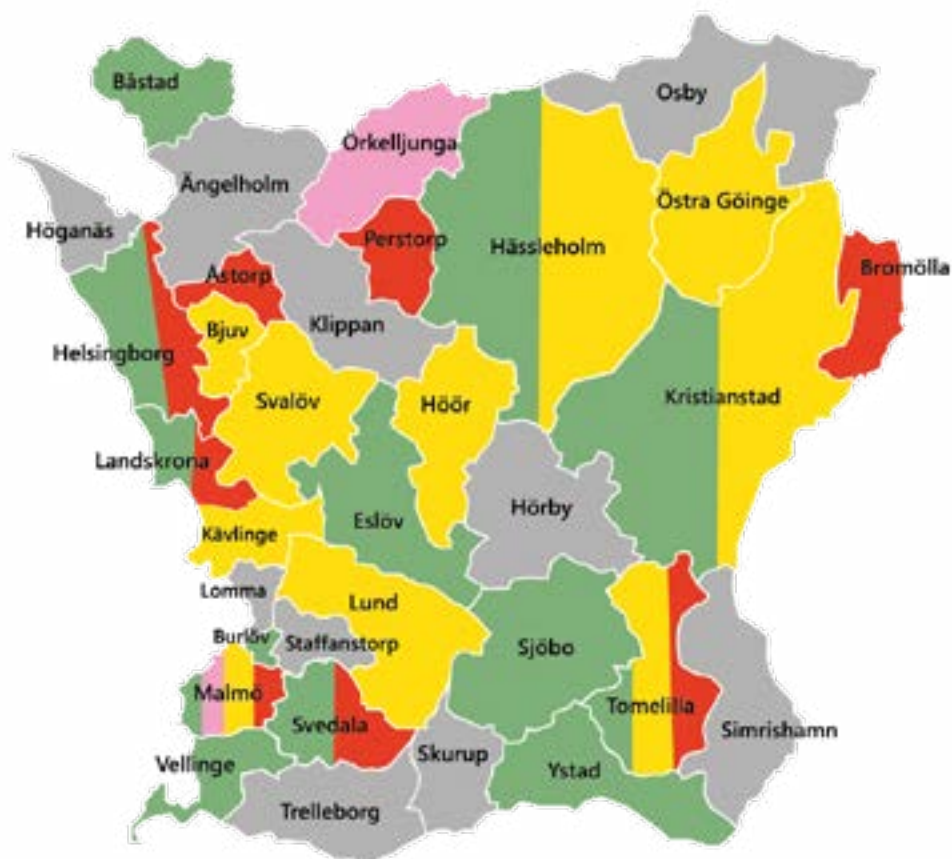 Båstad
Osby
Örkelljunga
Ängelholm
Östra Göinge
Höganäs
Perstorp
Hässleholm
Bromölla
Åstorp
Klippan
Bjuv
Helsingborg
Svalöv
Höör
Kristianstad
Landskrona
Hörby
Eslöv
Kävlinge
Lomma
Lund
Burlöv
Staffanstorp
Sjöbo
Malmö
Tomelilla
Svedala
Simrishamn
Skurup
Vellinge
Ystad
Trelleborg